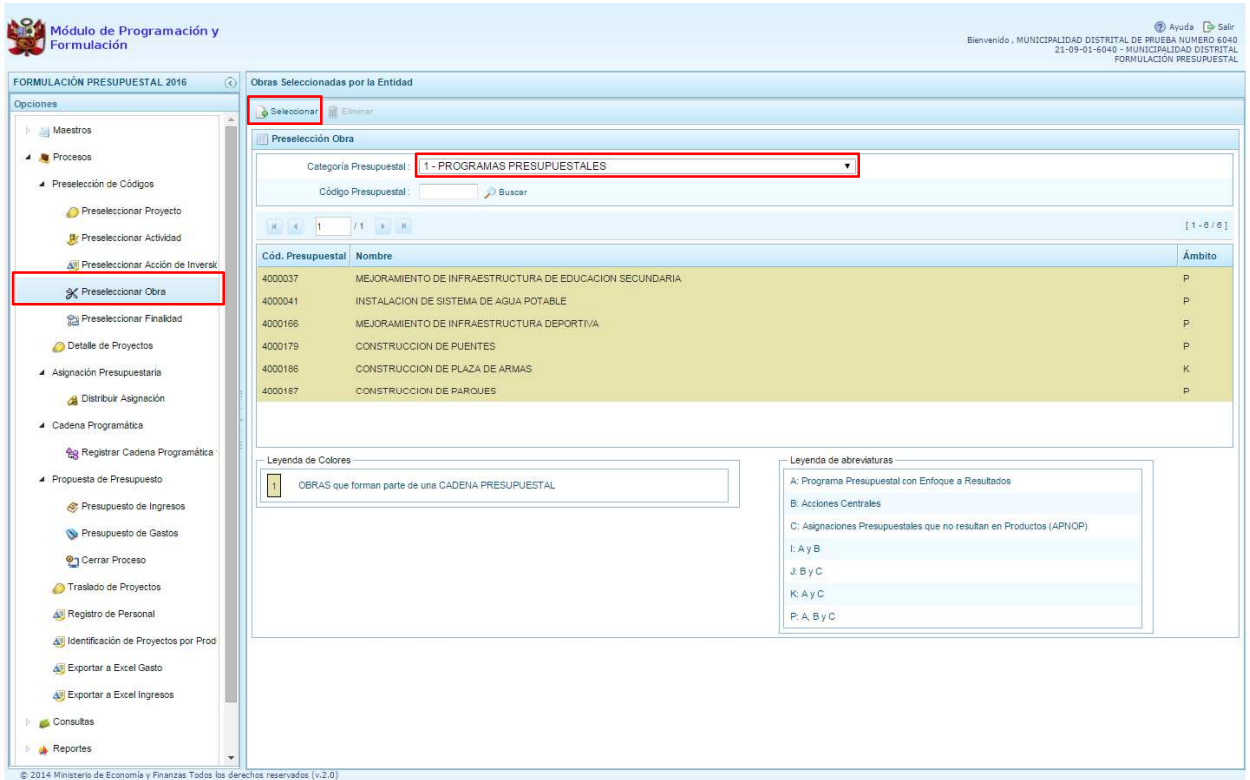 Módulo de Programación y
Formulación
Ayuda Salir
Bienvenido , MUNICIPALIDAD DISTRITAL DE PRUEBA NUMERO 6040
21-09-01-6040 - MUNICIPALIDAD DISTRITAL
FORMULACIÓN PRESUPUESTAL
FORMULACIÓN PRESUPUESTAL 2016
Opciones
Maestros
Procesos
Preselección de Códigos
Preseleccionar Proyecto
Preseleccionar Actividad
Preseleccionar Acción de Inversió
Preseleccionar Obra
Preseleccionar Finalidad
Detalle de Proyectos
Asignación Presupuestaria
Distribuir Asignación
Cadena Programática
Registrar Cadena Programática
Propuesta de Presupuesto
Presupuesto de Ingresos
Presupuesto de Gastos
Cerrar Proceso
Traslado de Proyectos
Registro de Personal
Identificación de Proyectos por Prod
Exportar a Excel Gasto
Exportar a Excel Ingresos
Consultas
Reportes
Obras Seleccionadas por la Entidad
Seleccionar Eliminar
Preselección Obra
Categoría Presupuestal : 1 - PROGRAMAS PRESUPUESTALES
Código Presupuestal : Buscar
1 / 1 [ 1 - 6 / 6 ]
Cód. Presupuestal Nombre Ámbito
4000037 MEJORAMIENTO DE INFRAESTRUCTURA DE EDUCACION SECUNDARIA P
4000041 INSTALACION DE SISTEMA DE AGUA POTABLE P
4000166 MEJORAMIENTO DE INFRAESTRUCTURA DEPORTIVA P
4000179 CONSTRUCCION DE PUENTES P
4000186 CONSTRUCCION DE PLAZA DE ARMAS K
4000187 CONSTRUCCION DE PARQUES P
Leyenda de Colores
1 OBRAS que forman parte de una CADENA PRESUPUESTAL
Leyenda de abreviaturas
A: Programa Presupuestal con Enfoque a Resultados
B: Acciones Centrales
C: Asignaciones Presupuestales que no resultan en Productos (APNOP)
I: A y B
J: B y C
K: A y C
P: A, B y C
© 2014 Ministerio de Economía y Finanzas Todos los derechos reservados (v.2.0)